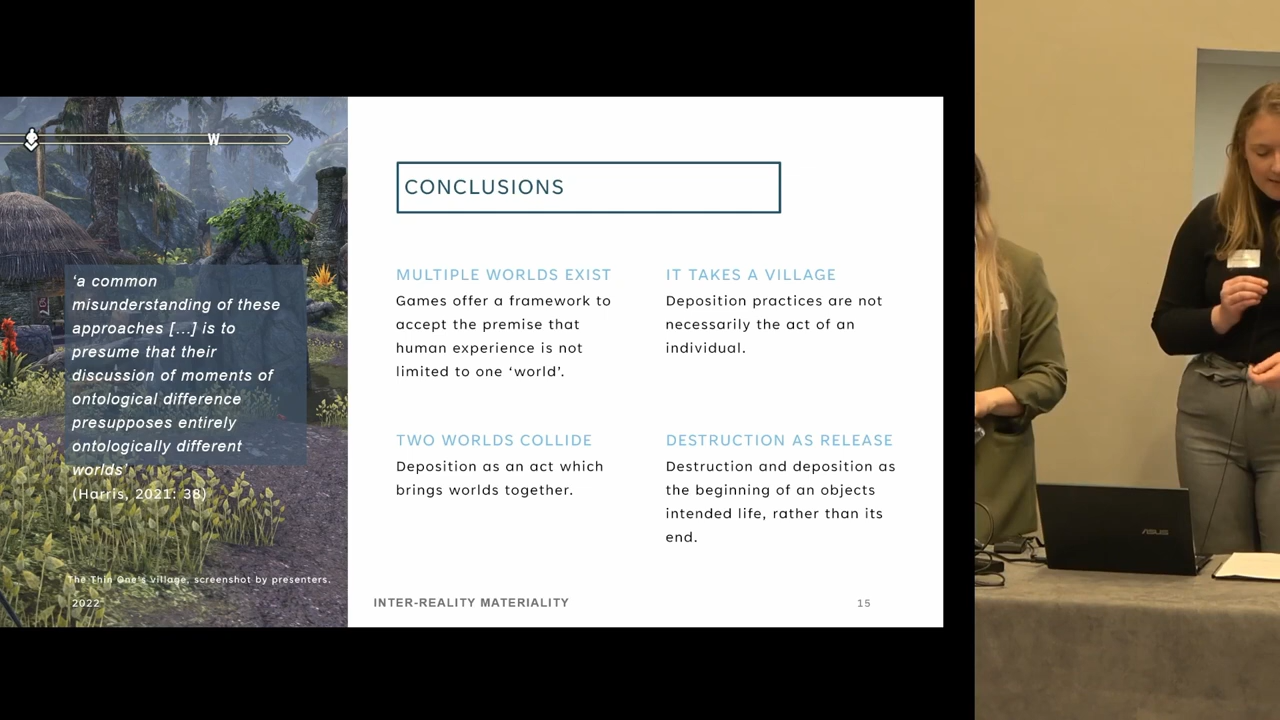 W
‘a common
misunderstanding of these
approaches [...] is to
presume that their
discussion of moments of
ontological difference
presupposes entirely
ontologically different
worlds’
(Harris, 2021: 38)
The Thin One's Village, screenshot by presenters.
2022
CONCLUSIONS
MULTIPLE WORLDS EXIST
Games offer a framework to
accept the premise that
human experience is not
limited to one ‘world’.
IT TAKES A VILLAGE
Deposition practices are not
necessarily the act of an
individual.
TWO WORLDS COLLIDE
Deposition as an act which
brings worlds together.
DESTRUCTION AS RELEASE
Destruction and deposition as
the beginning of an objects
intended life, rather than its
end.
INTER-REALITY MATERIALITY
15
ASUS